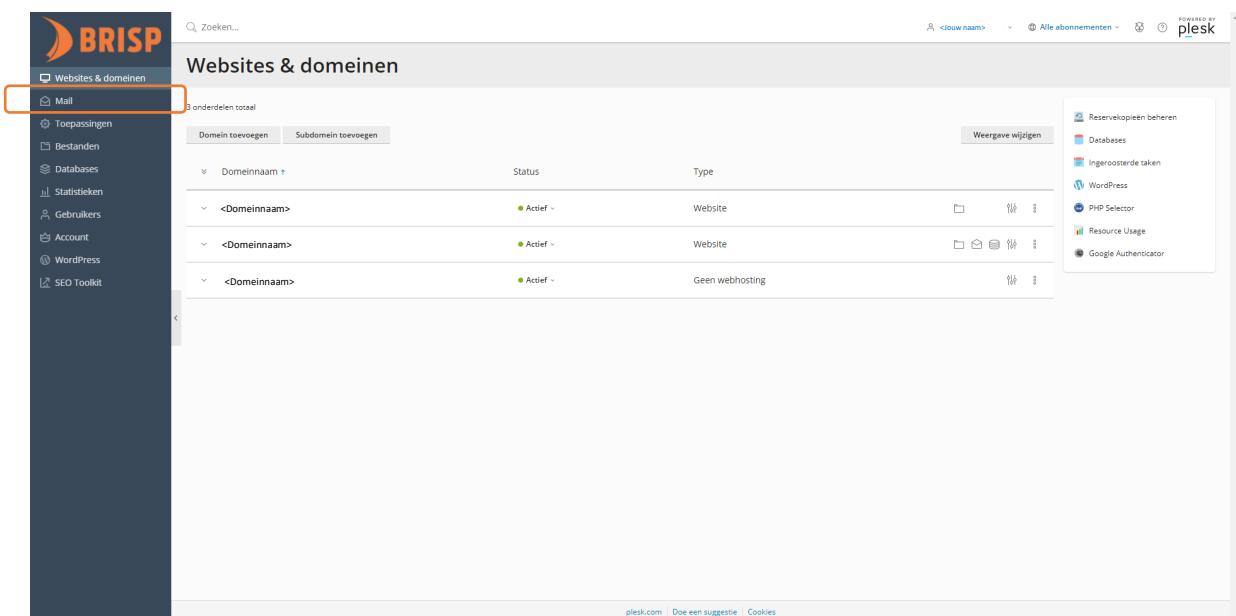 BRISP
Zoeken...
<Jouw naam>
Alle abonnementen
POWERED BY
plesk
Websites & domeinen
Mail
Toepassingen
Bestanden
Databases
Statistieken
Gebruikers
Account
WordPress
SEO Toolkit
Websites & domeinen
3 onderdelen totaal
Domein toevoegen Subdomein toevoegen Weergave wijzigen
Domeinnaam ↑ Status Type
<Domeinnaam> Actief Website
<Domeinnaam> Actief Website
<Domeinnaam> Actief Geen webhosting
Reservekopieën beheren
Databases
Ingeroosterde taken
WordPress
PHP Selector
Resource Usage
Google Authenticator
plesk.com Doe een suggestie Cookies